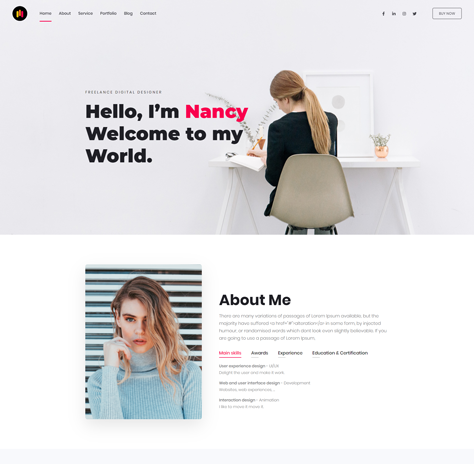 Home About Service Portfolio Blog Contact
BUY NOW
FREELANCE DIGITAL DESIGNER
Hello, I'm Nancy
Welcome to my
World.
About Me
There are many variations of passages of Lorem Ipsum available, but the
majority have suffered
in some form, by injected
humour, or randomised words which dont look even slightly believable. If you
are going to use a passage of Lorem Ipsum,
Main skills Awards Experience Education & Certification
User experience design - UI/UX
Delight the user and make it work
Web and user interface design - Development
Websites, web experiences, ...
Interaction design - Animation
I like to move it move it